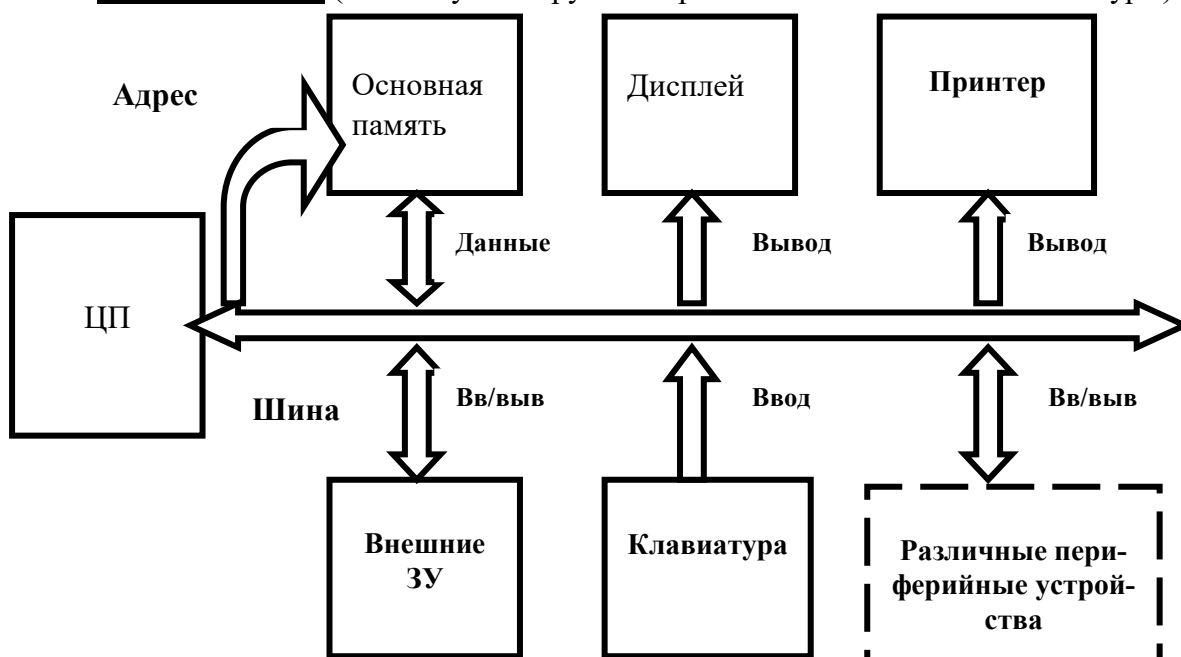 Адрес
Основная
память
Дисплей
Принтер
Данные
Вывод
Вывод
ЦП
Шина
Вв/выв
Ввод
Вв/выв
Внешние
ЗУ
Клавиатура
Различные пери-
ферийные устрой-
ства